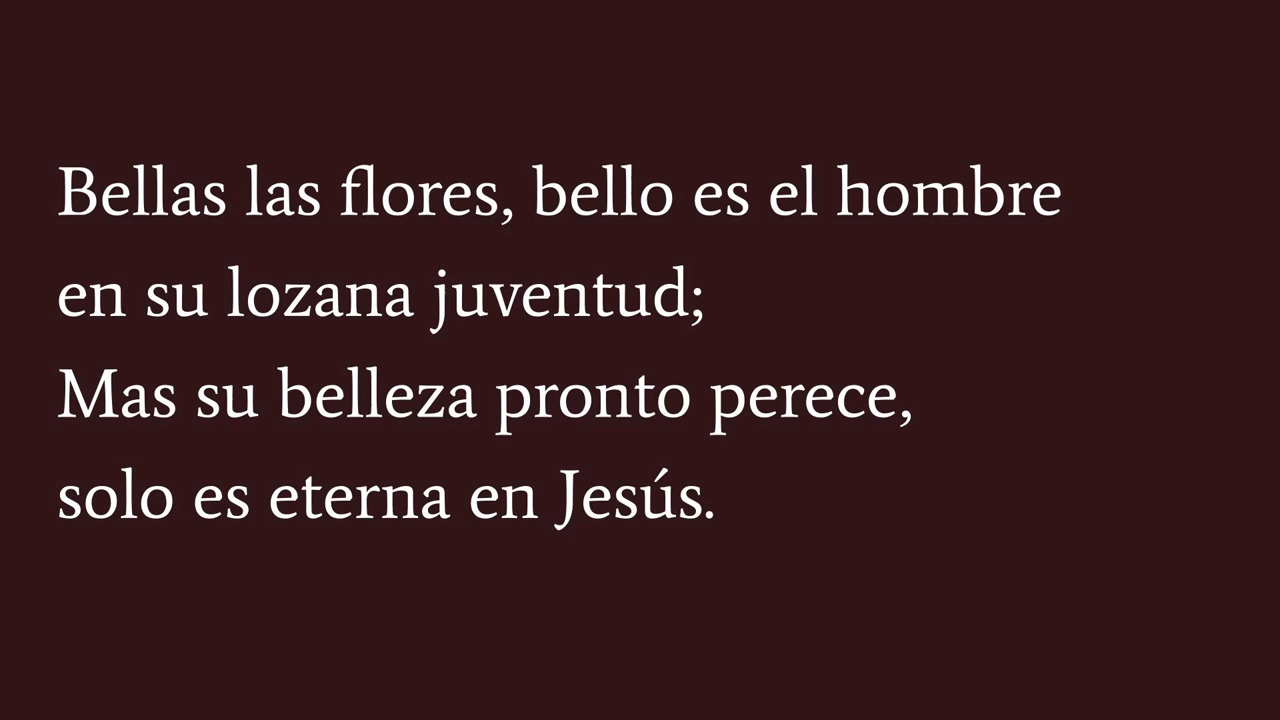 Bellas las flores, bello es el hombre
en su lozana juventud;
Mas su belleza pronto perece,
solo es eterna en Jesús.